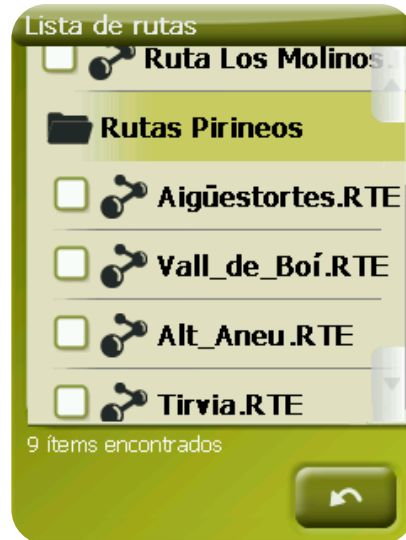 Lista de rutas
Ruta Los Molinos.
Rutas Pirineos
Aigüestortes.RTE
Vall_de_Boí.RTE
Alt_Aneu.RTE
Tirvia.RTE
9 ítems encontrados